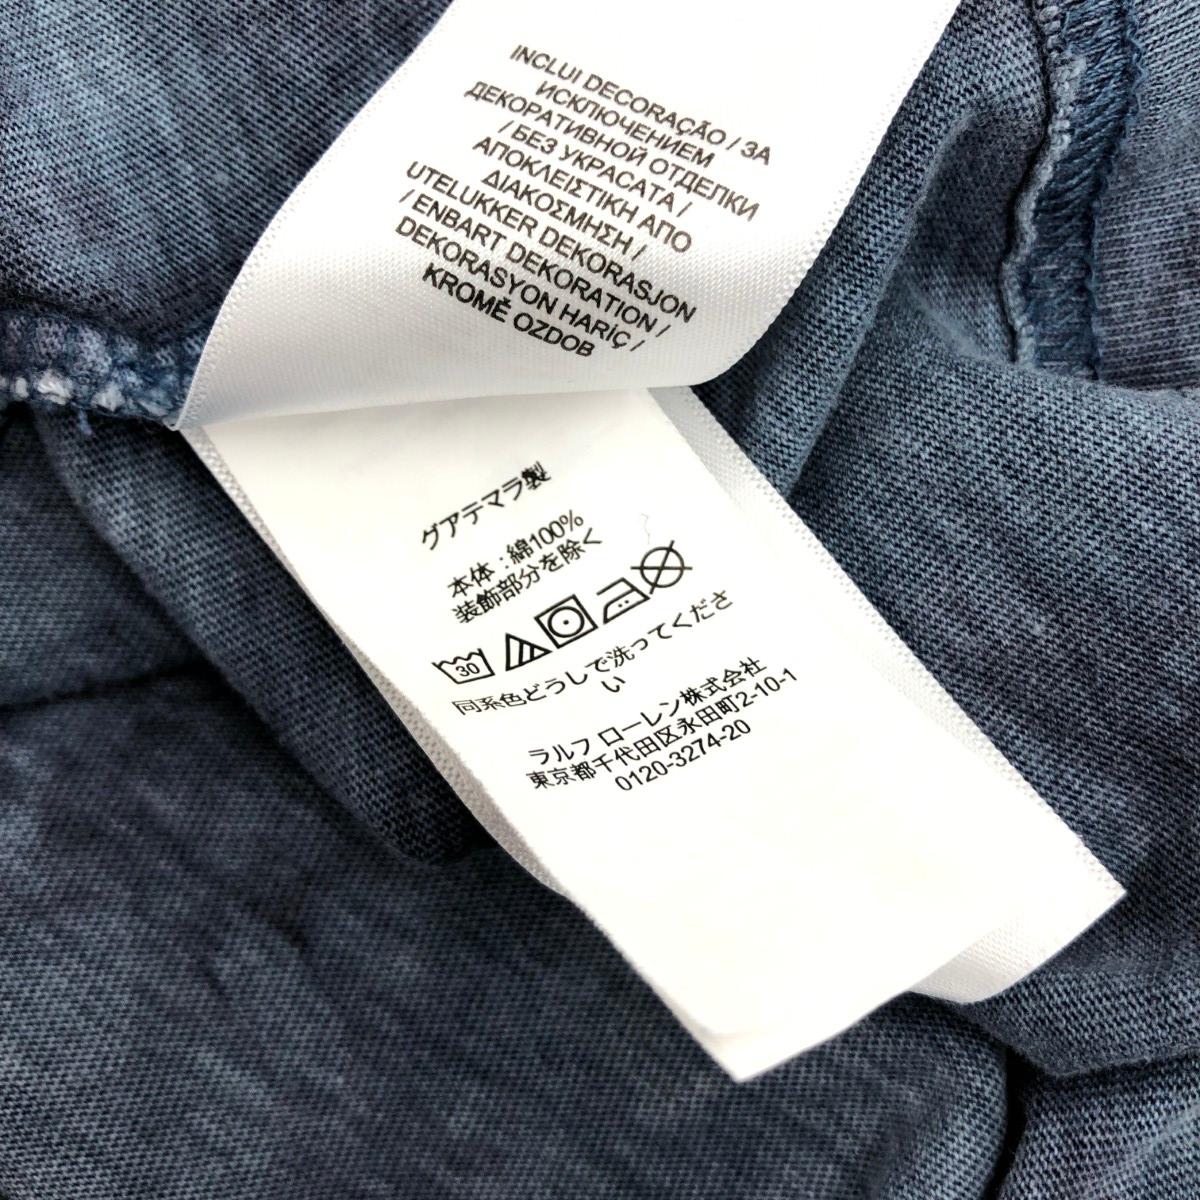 INCLUI DECORAÇÃO / ЗА
ИСКЛЮЧЕНИЕМ
ДЕКОРАТИВНОЙ ОТДЕЛКИ
/ БЕЗ УКРАСАТА /
ΑΠΟΚΛΕΙΣΤΙΚΗ ΑΠΟ
ΔΙΑΚΟΣΜΗΣΗ /
UTELUKKER DEKORASJON
/ ENBART DEKORATION /
DEKORASYON HARİÇ /
KROMĚ OZDOB
グアテマラ製
本体 : 綿100%
装飾部分を除く
30
同系色どうしで洗ってくださ
い
ラルフ ローレン株式会社
東京都千代田区永田町2-10-1
0120-3274-20